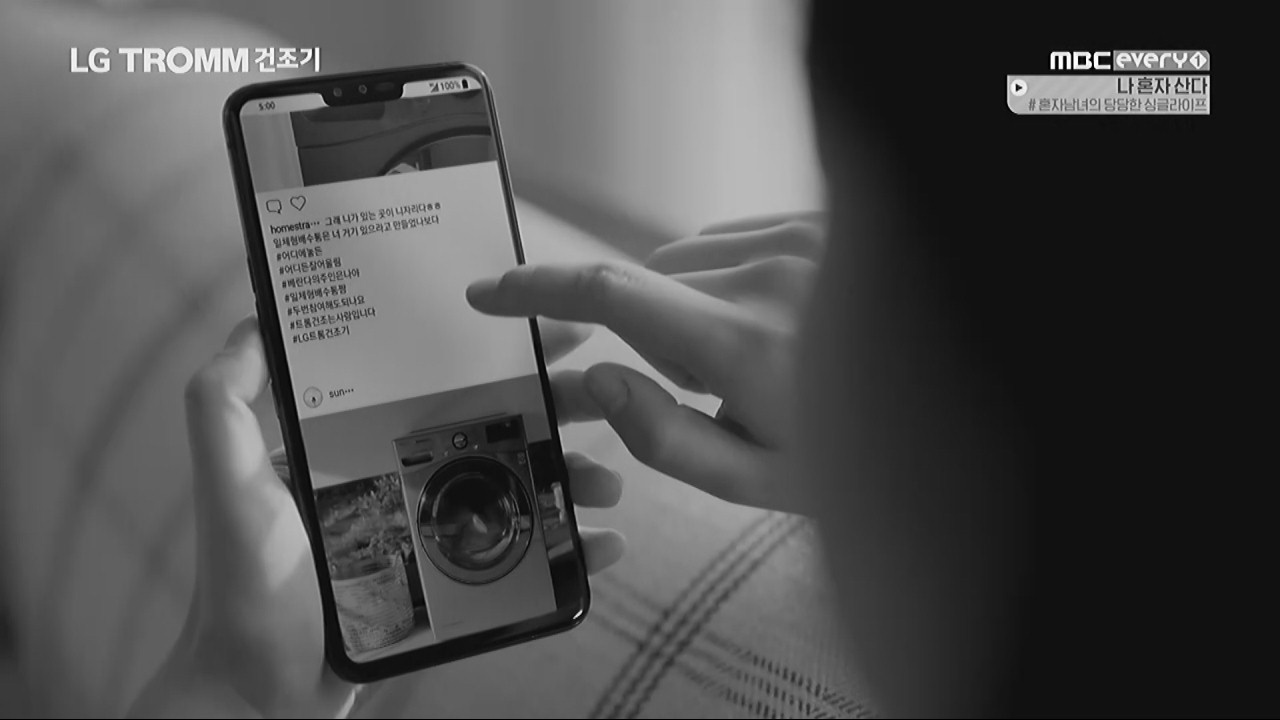 LG TROMM 건조기
MBC every1
나 혼자 산다
# 혼자남녀의 당당한 싱글라이프
5:00
100%
homestra··· 그래 니가 있는 곳이 니자리다ㅎㅎ
일체형배수통은 너 거기 있으라고 만들었나보다
#어디에놓든
#어디든잘어울림
#베란다의주인은나야
#일체형배수통짱
#두번참여해도되나요
#트롬건조는사랑입니다
#LG트롬건조기
sun···